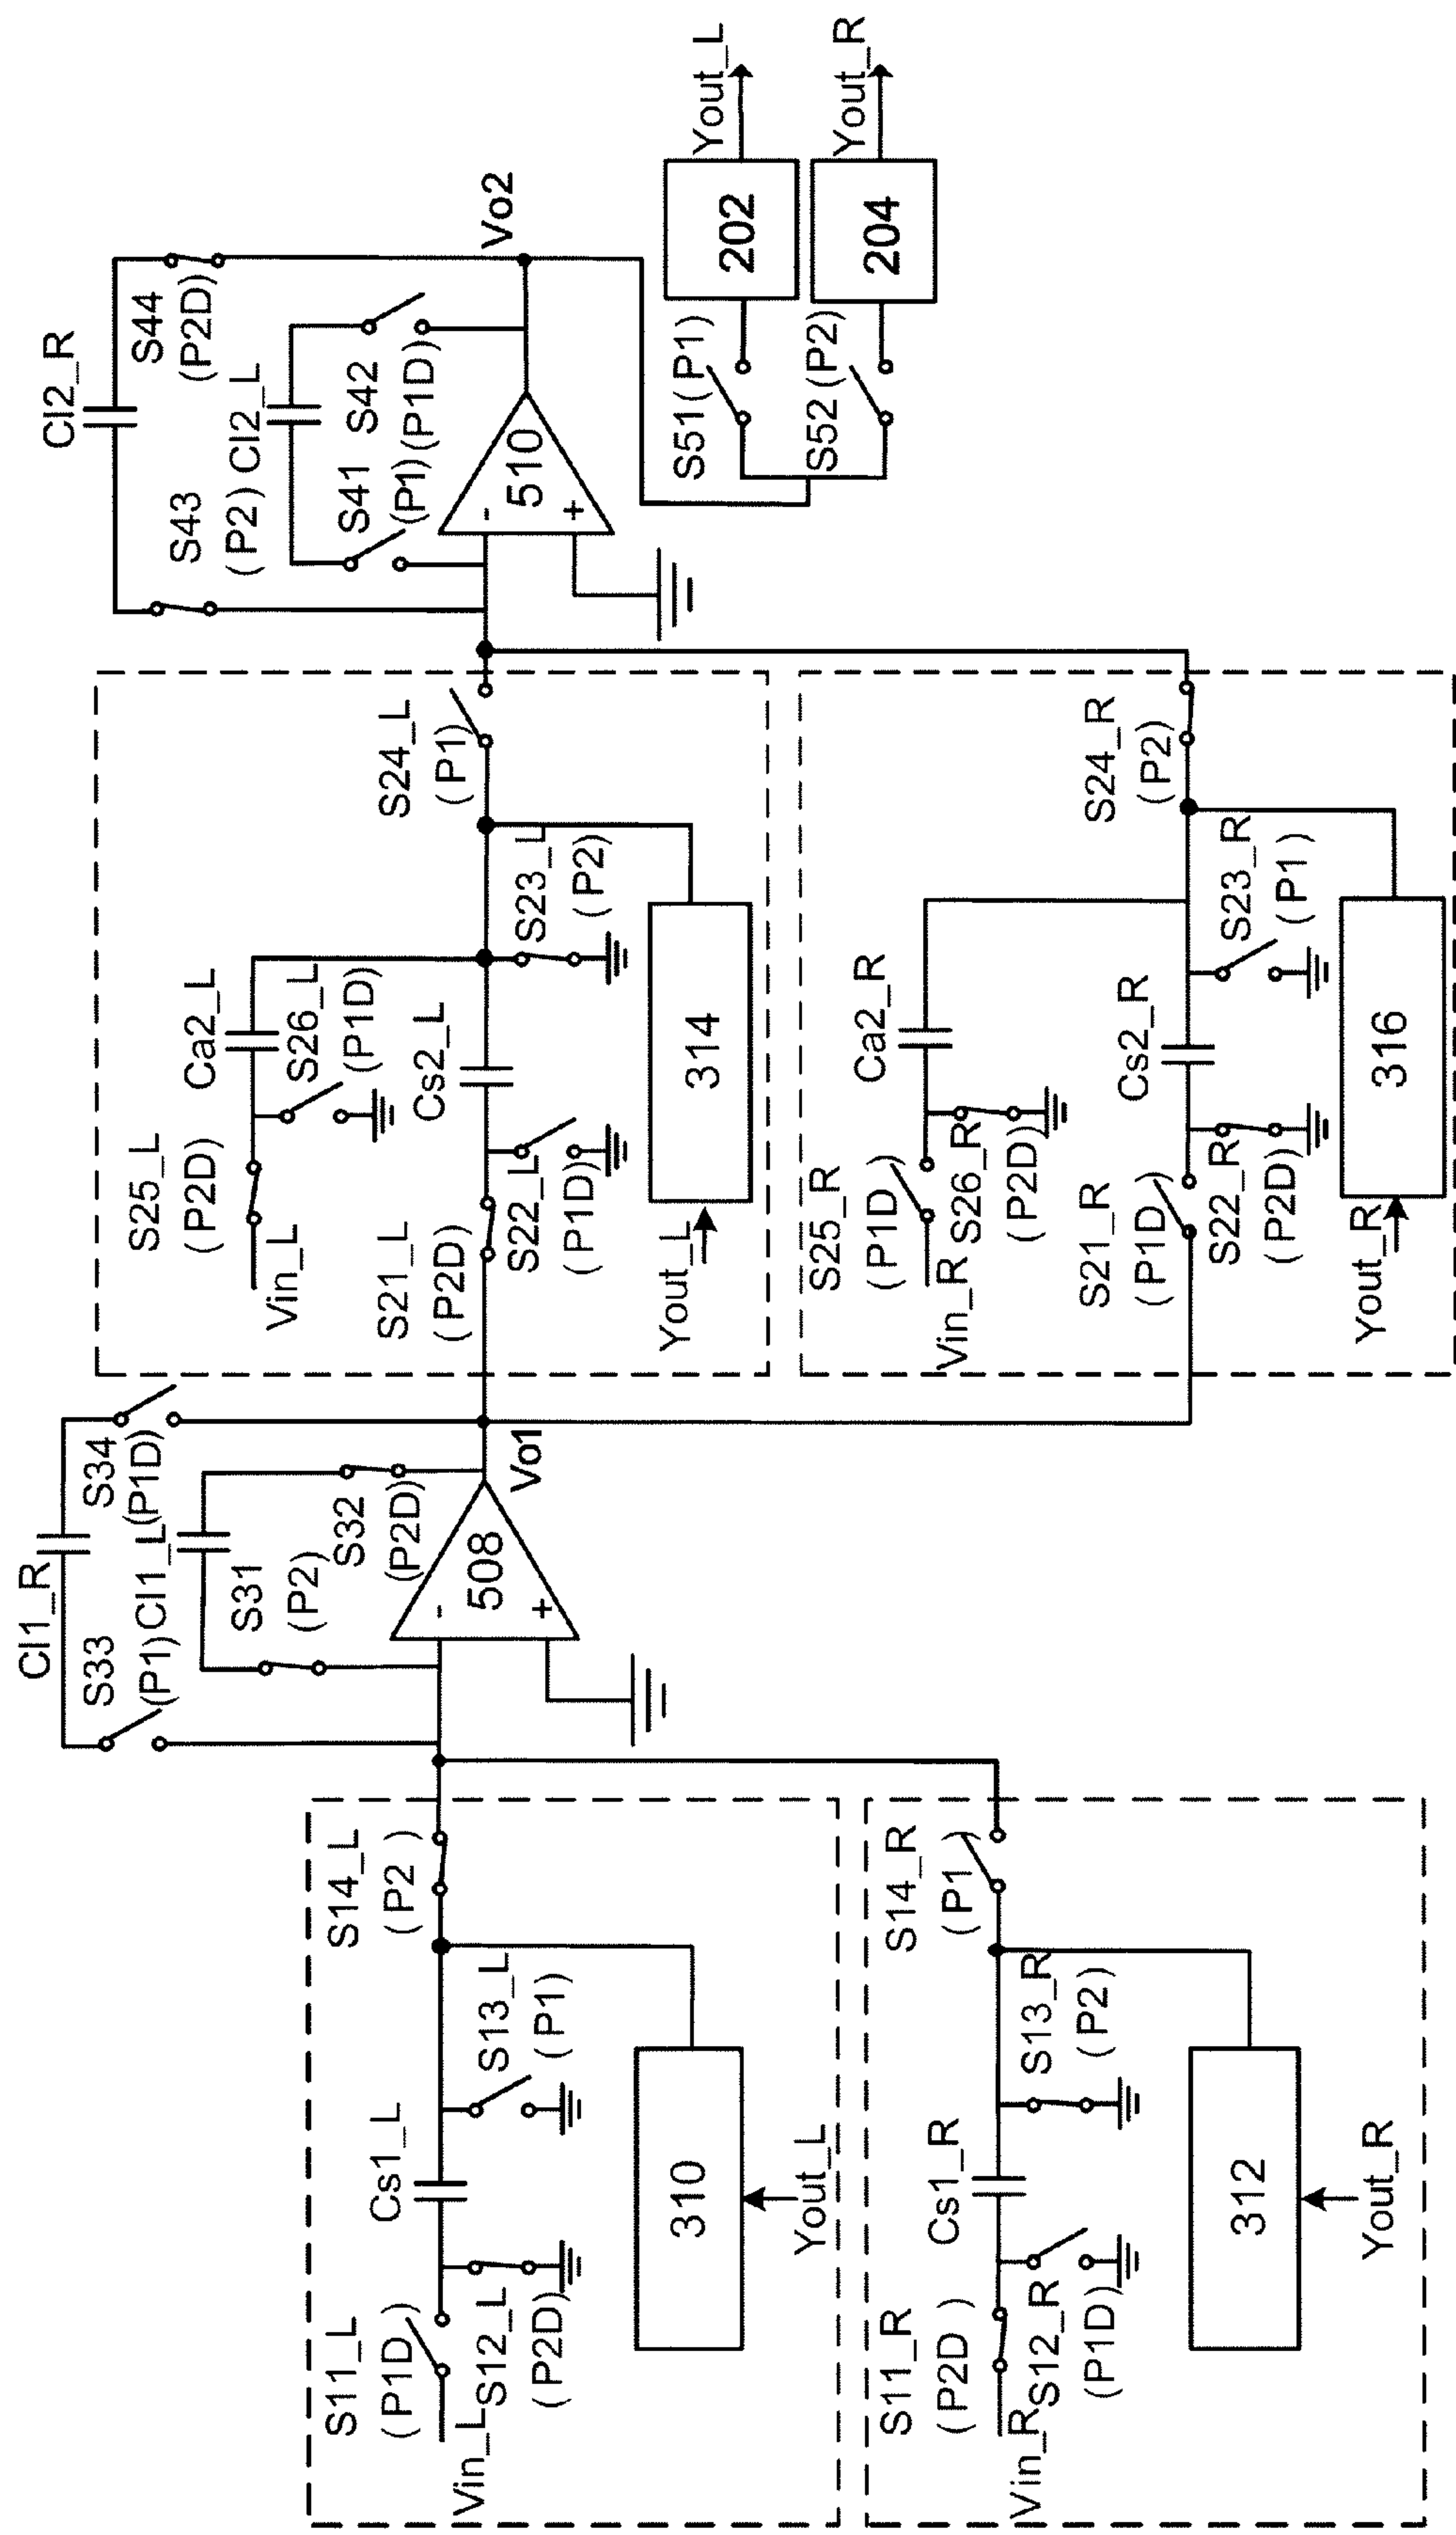 CI1_R
S33
(P1)
S34
(P1D)
CI1_L
S31
(P2)
S32
(P2D)
508
-
+
Vo1
S14_L
(P2)
S11_L
(P1D)
Vin_L
S12_L
(P2D)
Cs1_L
S13_L
(P1)
310
Yout_L
S14_R
(P1)
S11_R
(P2D)
Vin_R
S12_R
(P1D)
Cs1_R
S13_R
(P2)
312
Yout_R
S25_L
(P2D)
Vin_L
Ca2_L
S26_L
(P1D)
S21_L
(P2D)
S22_L
(P1D)
Cs2_L
S23_L
(P2)
S24_L
(P1)
314
Yout_L
S25_R
(P1D)
Vin_R
Ca2_R
S26_R
(P2D)
S21_R
(P1D)
S22_R
(P2D)
Cs2_R
S23_R
(P1)
S24_R
(P2)
316
Yout_R
CI2_R
S43
(P2)
S44
(P2D)
CI2_L
S41
(P1)
S42
(P1D)
510
-
+
Vo2
S51(P1)
202
Yout_L
S52(P2)
204
Yout_R